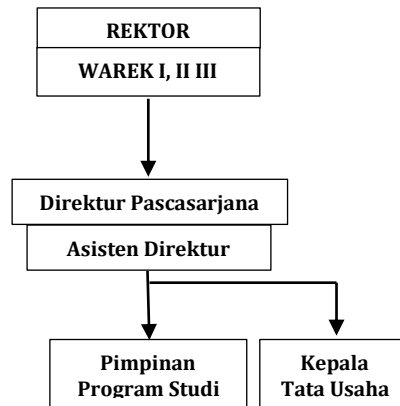 REKTOR
WAREK I, II III
Direktur Pascasarjana
Asisten Direktur
Pimpinan
Program Studi
Kepala
Tata Usaha